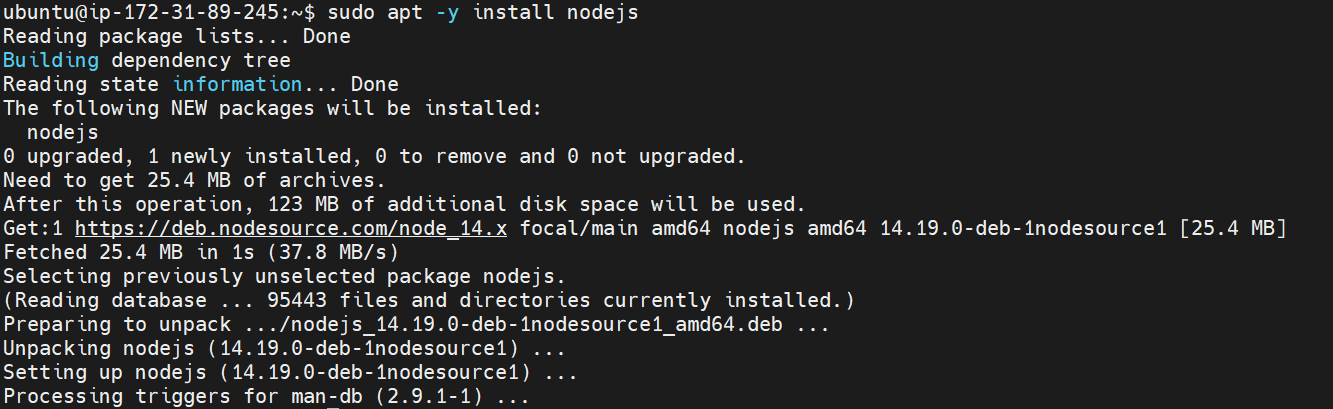 ubuntu@ip-172-31-89-245:~$ sudo apt -y install nodejs
Reading package lists... Done
Building dependency tree
Reading state information... Done
The following NEW packages will be installed:
  nodejs
0 upgraded, 1 newly installed, 0 to remove and 0 not upgraded.
Need to get 25.4 MB of archives.
After this operation, 123 MB of additional disk space will be used.
Get:1 https://deb.nodesource.com/node_14.x focal/main amd64 nodejs amd64 14.19.0-deb-1nodesource1 [25.4 MB]
Fetched 25.4 MB in 1s (37.8 MB/s)
Selecting previously unselected package nodejs.
(Reading database ... 95443 files and directories currently installed.)
Preparing to unpack .../nodejs_14.19.0-deb-1nodesource1_amd64.deb ...
Unpacking nodejs (14.19.0-deb-1nodesource1) ...
Setting up nodejs (14.19.0-deb-1nodesource1) ...
Processing triggers for man-db (2.9.1-1) ...